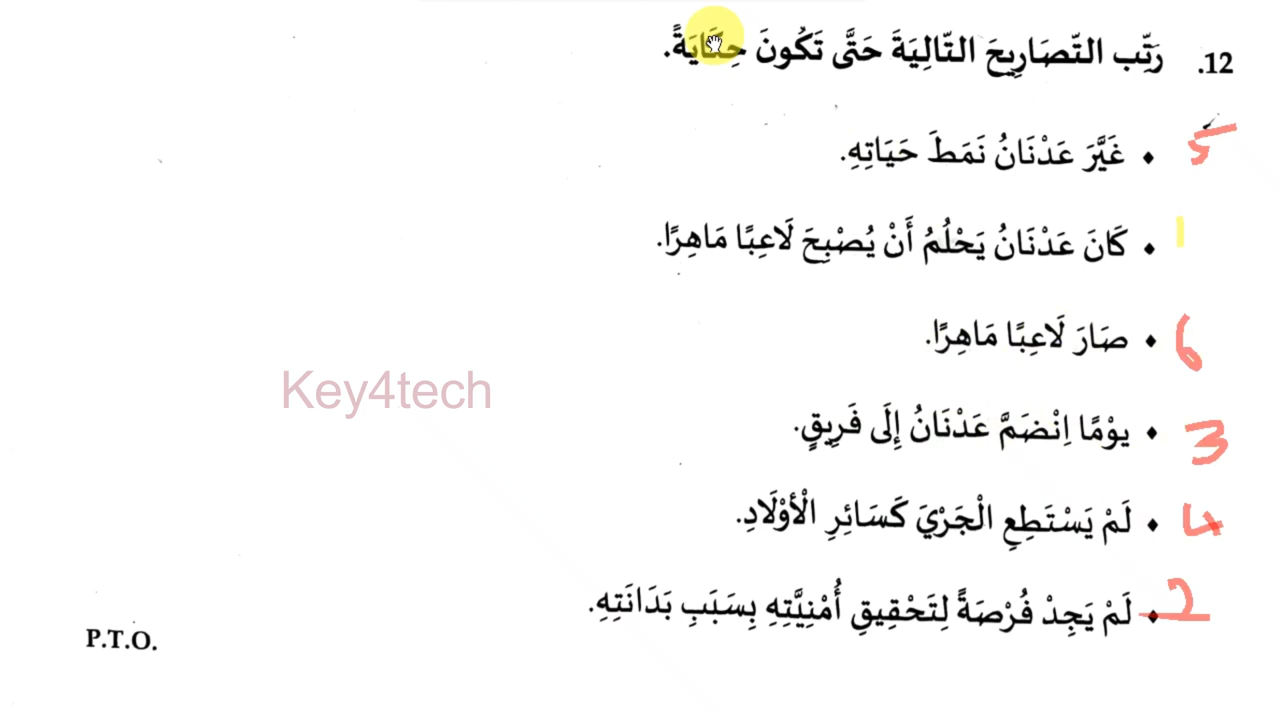 12. رَتِّب التّصَارِيحَ التّالِيَةَ حَتَّى تَكُونَ حِكَايَةً.
5 • غَيَّرَ عَدْنَانُ نَمَطَ حَيَاتِهِ.
1 • كَانَ عَدْنَانُ يَحْلُمُ أَنْ يُصْبِحَ لَاعِبًا مَاهِرًا.
6 • صَارَ لَاعِبًا مَاهِرًا.
Key4tech
3 • يوْمًا اِنْضَمَّ عَدْنَانُ إِلَى فَرِيقٍ.
4 • لَمْ يَسْتَطِعِ الْجَرْيَ كَسَائِرِ الْأَوْلَادِ.
2 • لَمْ يَجِدْ فُرْصَةً لِتَحْقِيقِ أُمْنِيَّتِهِ بِسَبَبِ بَدَانَتِهِ.
P.T.O.